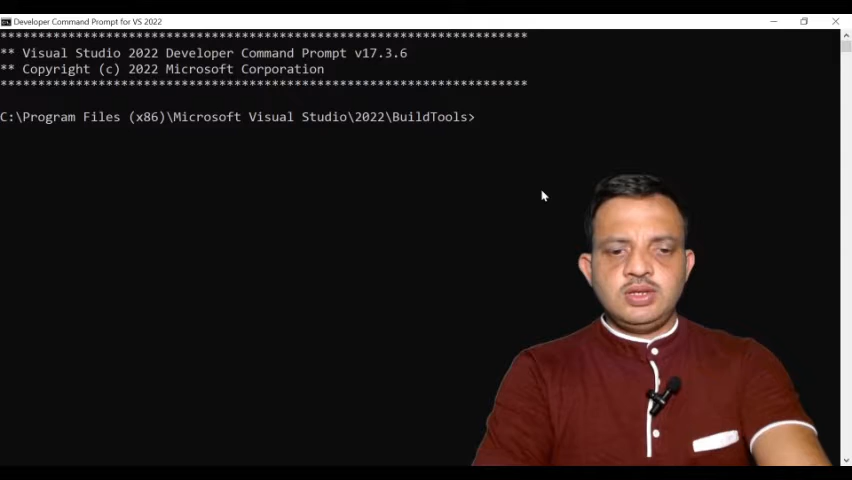 Developer Command Prompt for VS 2022
**********************************************************************
** Visual Studio 2022 Developer Command Prompt v17.3.6
** Copyright (c) 2022 Microsoft Corporation
**********************************************************************
C:\Program Files (x86)\Microsoft Visual Studio\2022\BuildTools>